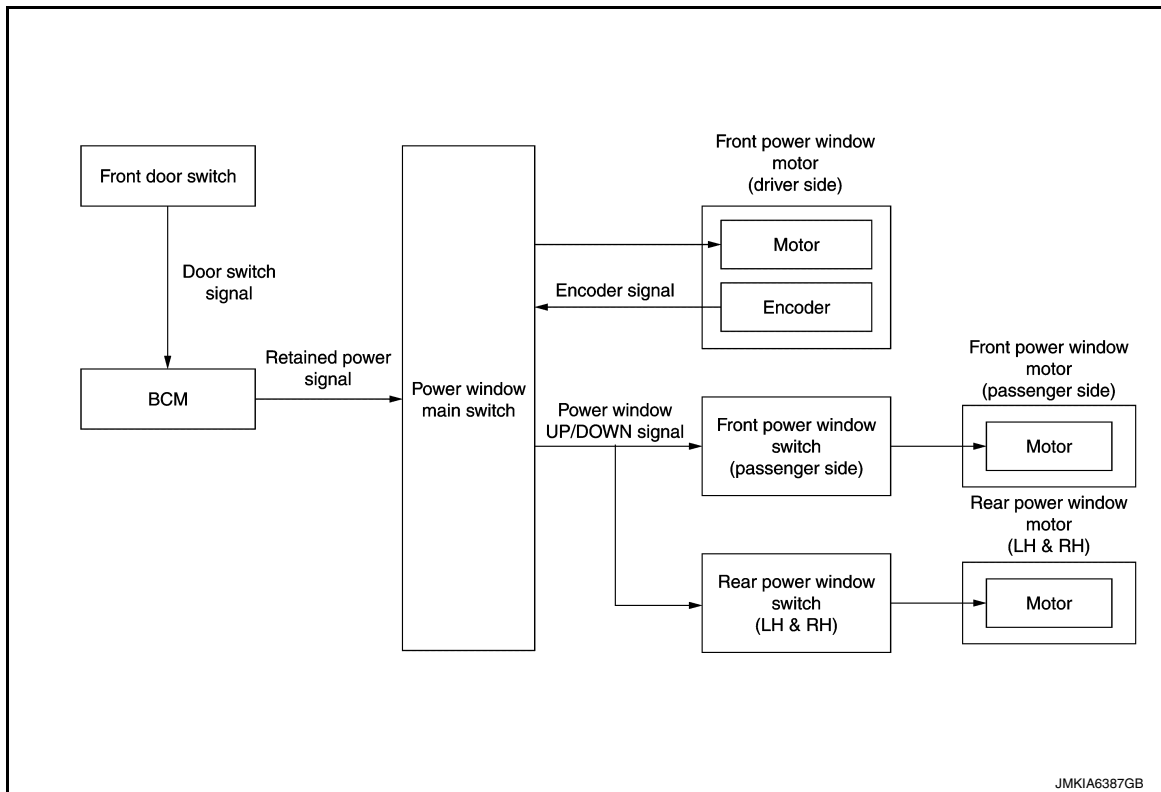 Front door switch
Door switch
signal
BCM
Retained power
signal
Power window
main switch
Front power window
motor
(driver side)
Motor
Encoder signal
Encoder
Power window
UP/DOWN signal
Front power window
switch
(passenger side)
Front power window
motor
(passenger side)
Motor
Rear power window
switch
(LH & RH)
Rear power window
motor
(LH & RH)
Motor
JMKIA6387GB